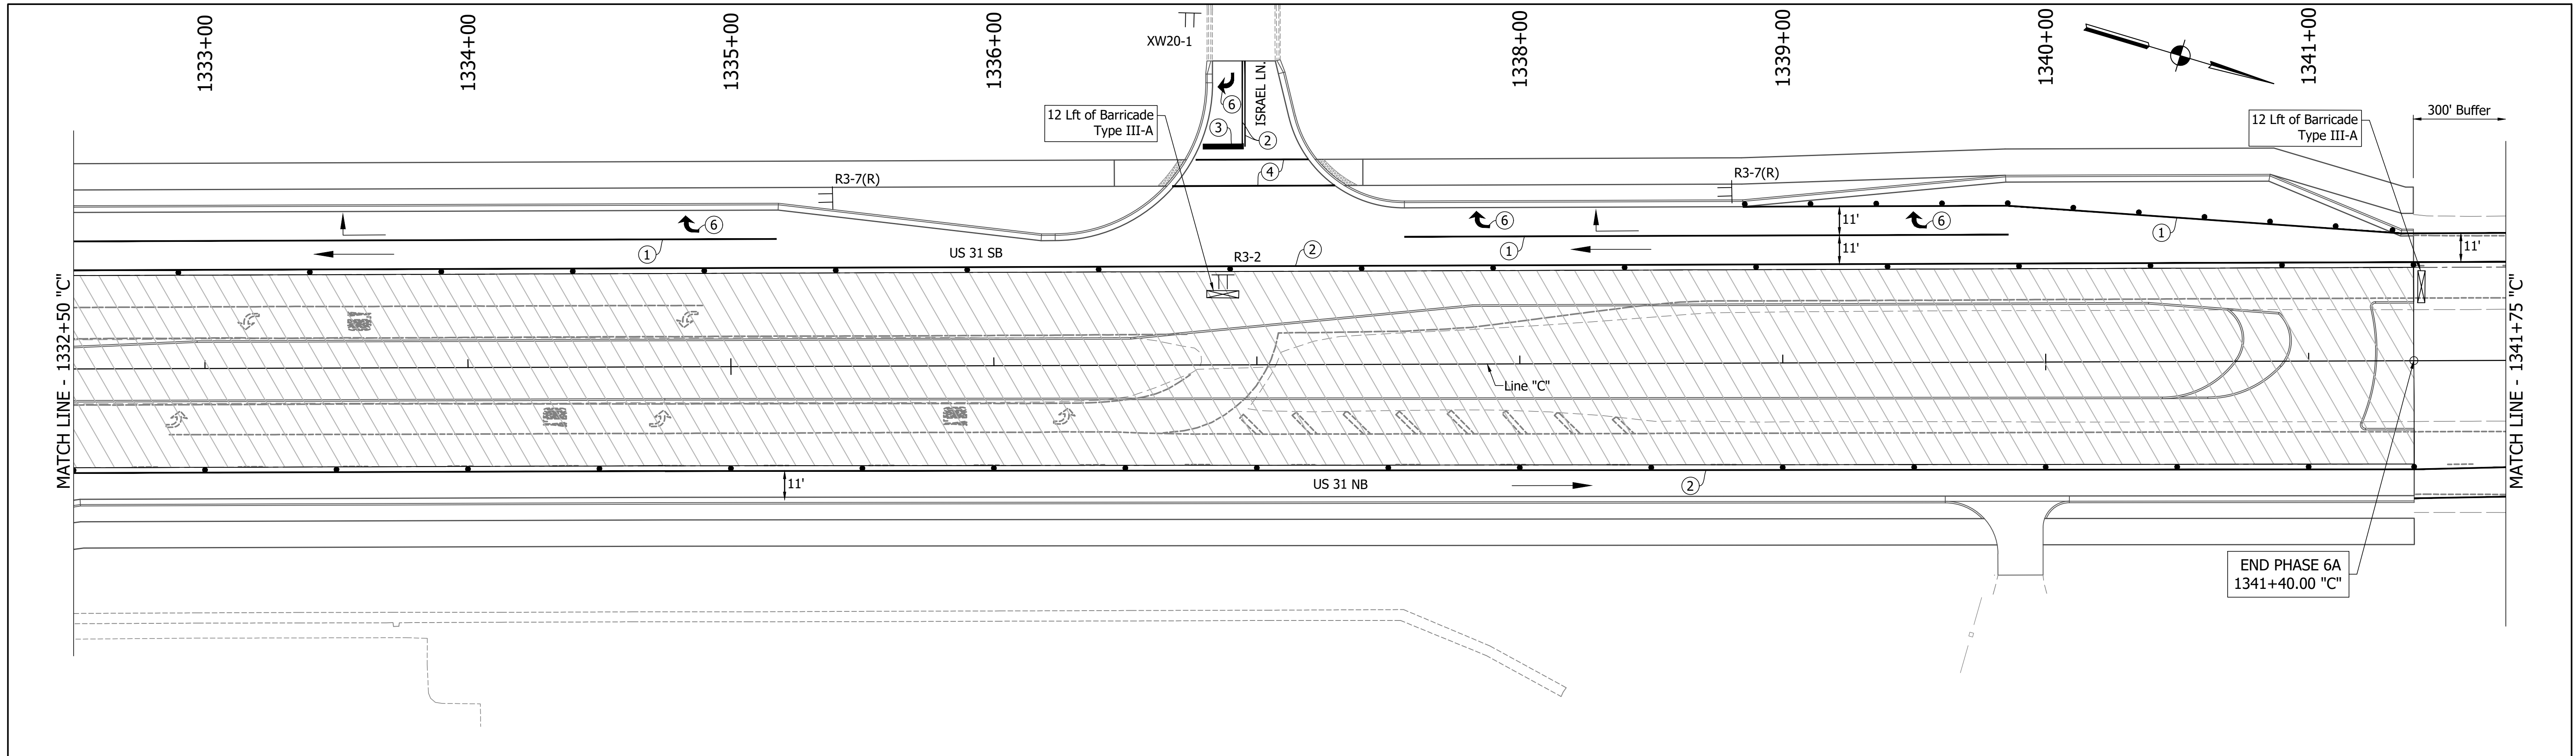 1333+00
1334+00
1335+00
1336+00
1338+00
1339+00
1340+00
1341+00
XW20-1
ISRAEL LN.
12 Lft of Barricade
Type III-A
12 Lft of Barricade
Type III-A
300' Buffer
6
3
2
4
R3-7(R)
R3-7(R)
6
6
6
11'
11'
11'
1
1
1
US 31 SB
R3-2
2
MATCH LINE - 1332+50 "C"
MATCH LINE - 1341+75 "C"
Line "C"
11'
US 31 NB
2
END PHASE 6A
1341+40.00 "C"